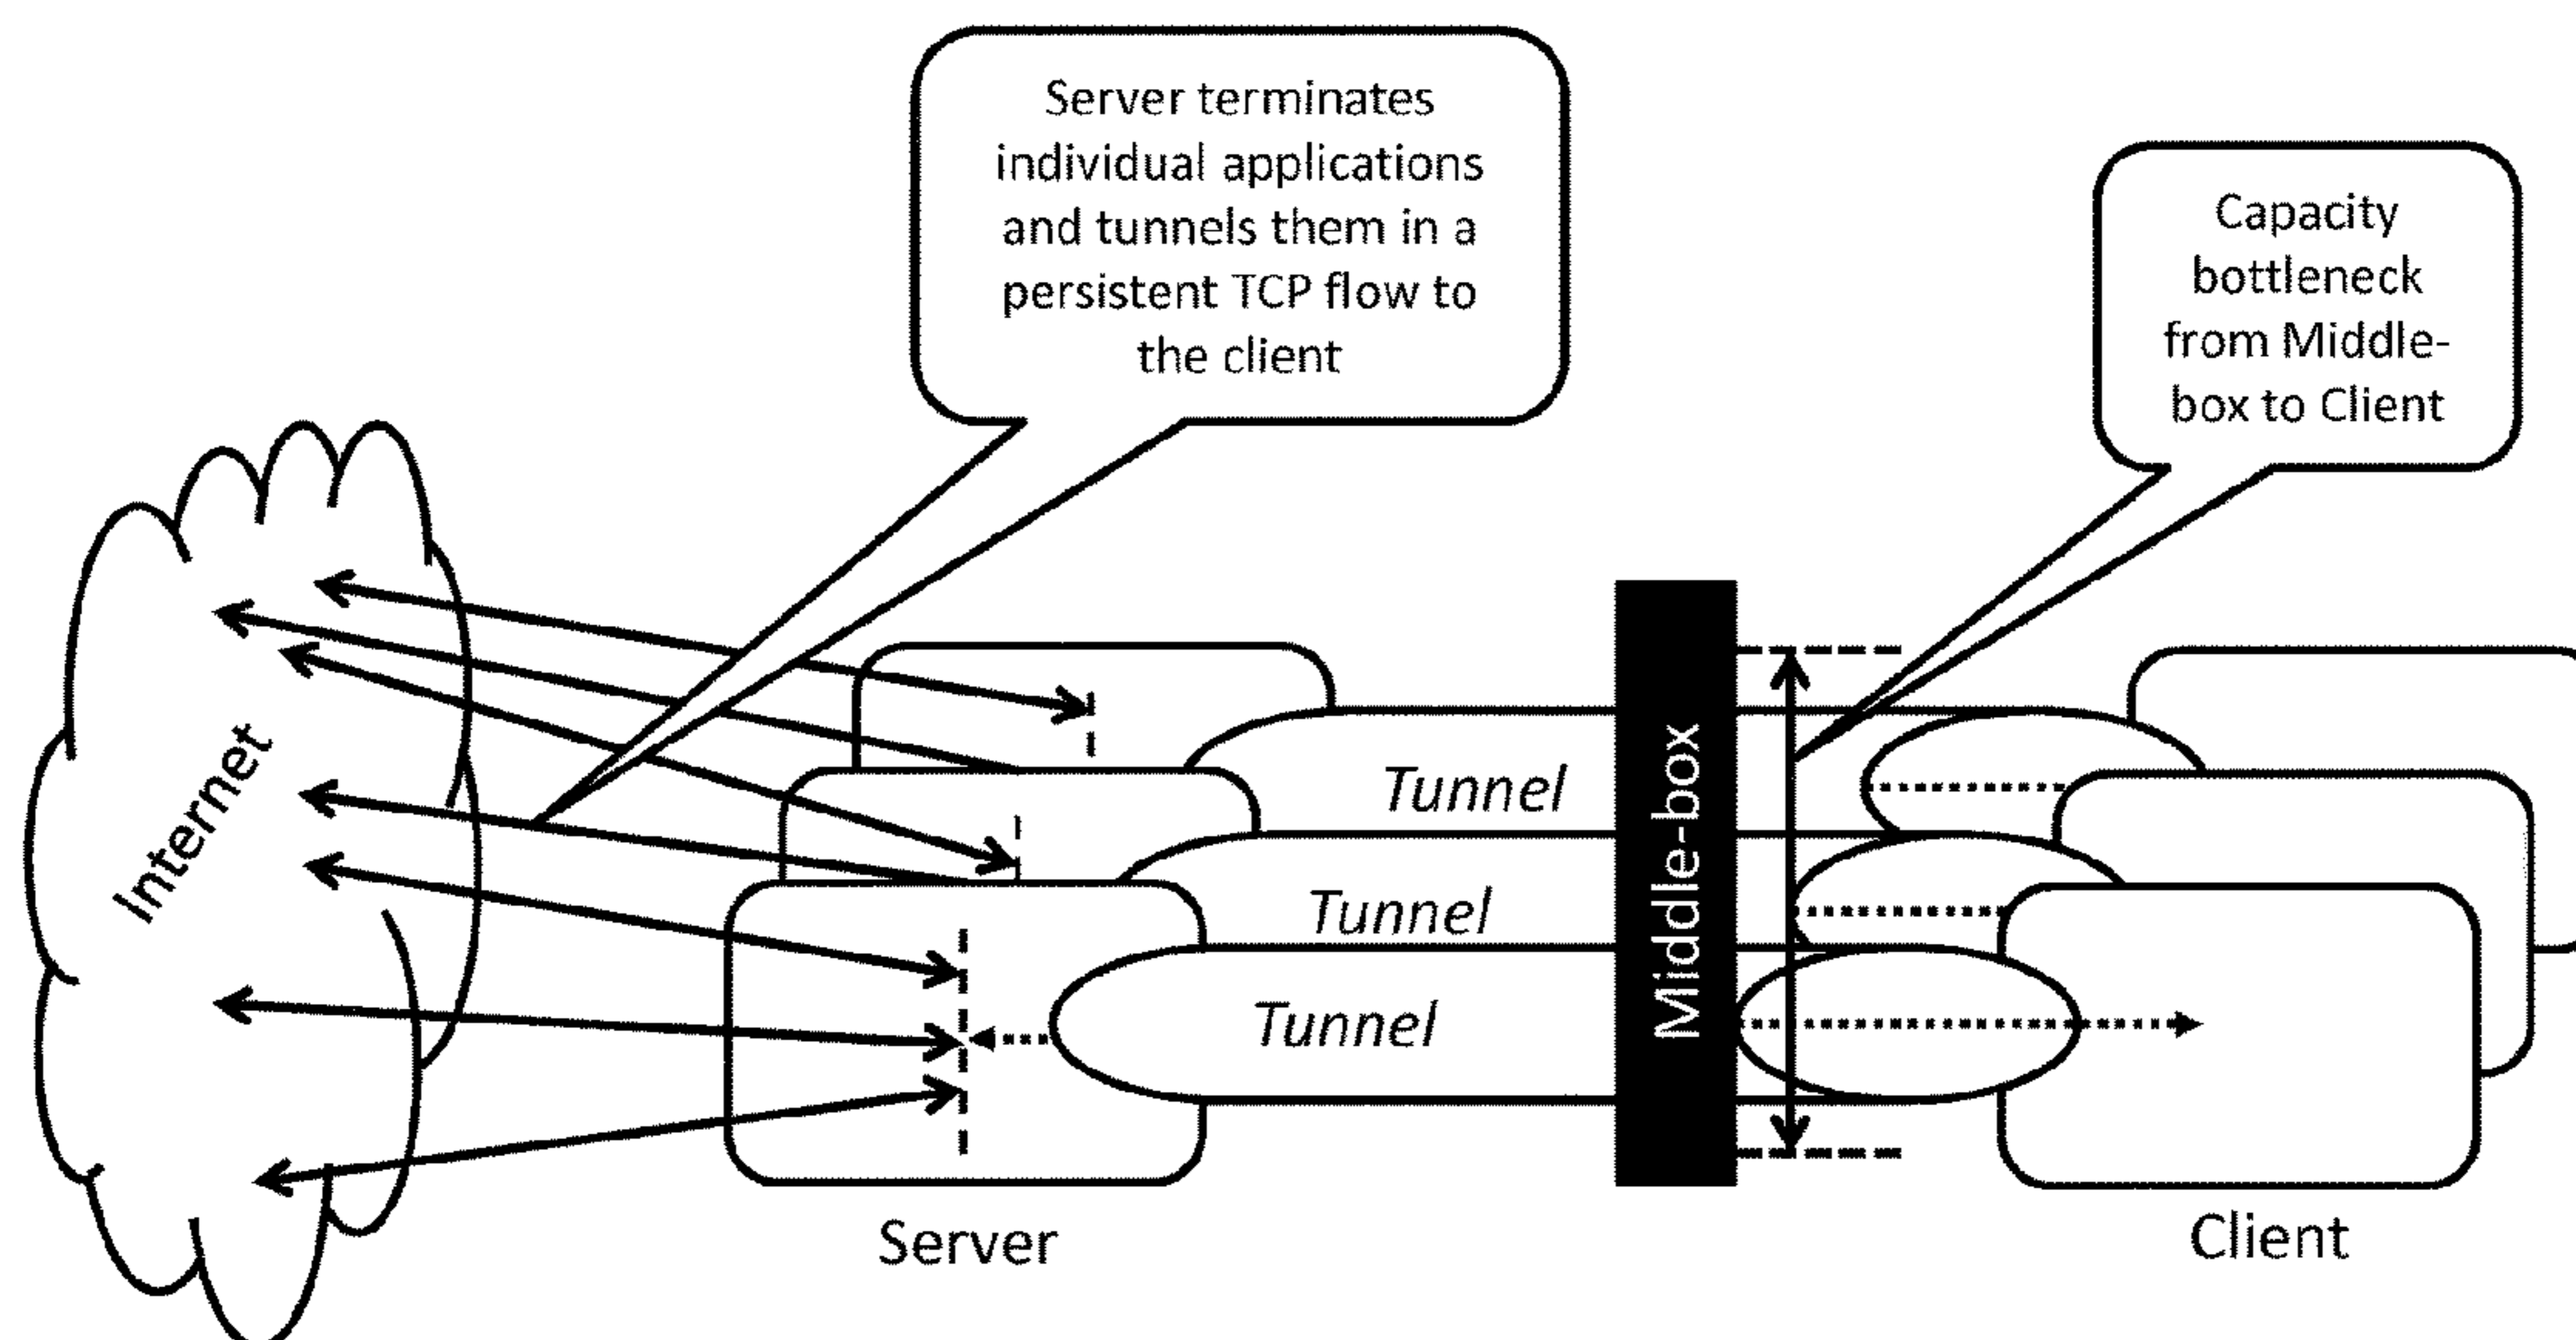 Server terminates
individual applications
and tunnels them in a
persistent TCP flow to
the client
Capacity
bottleneck
from Middle-
box to Client
Internet
Tunnel
Tunnel
Tunnel
Middle-box
Server
Client